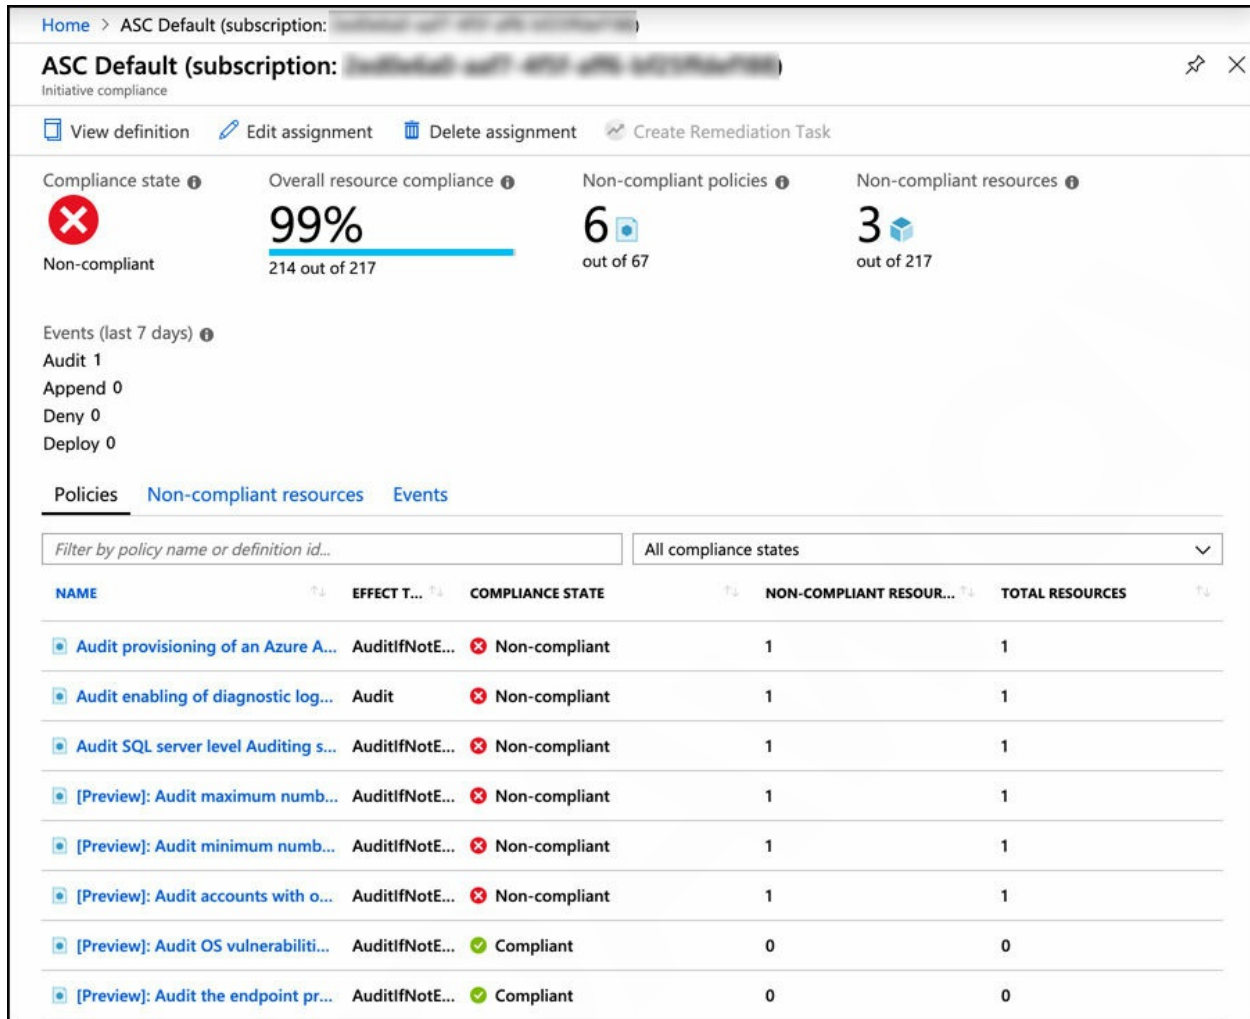 Home > ASC Default (subscription: )
ASC Default (subscription: )
Initiative compliance
View definition Edit assignment Delete assignment Create Remediation Task
Compliance state Overall resource compliance Non-compliant policies Non-compliant resources
99% 6 3
Non-compliant 214 out of 217 out of 67 out of 217
Events (last 7 days)
Audit 1
Append 0
Deny 0
Deploy 0
Policies Non-compliant resources Events
Filter by policy name or definition id... All compliance states
NAME EFFECT T... COMPLIANCE STATE NON-COMPLIANT RESOUR... TOTAL RESOURCES
Audit provisioning of an Azure A... AuditIfNotE... Non-compliant 1 1
Audit enabling of diagnostic log... Audit Non-compliant 1 1
Audit SQL server level Auditing s... AuditIfNotE... Non-compliant 1 1
[Preview]: Audit maximum numb... AuditIfNotE... Non-compliant 1 1
[Preview]: Audit minimum numb... AuditIfNotE... Non-compliant 1 1
[Preview]: Audit accounts with o... AuditIfNotE... Non-compliant 1 1
[Preview]: Audit OS vulnerabiliti... AuditIfNotE... Compliant 0 0
[Preview]: Audit the endpoint pr... AuditIfNotE... Compliant 0 0